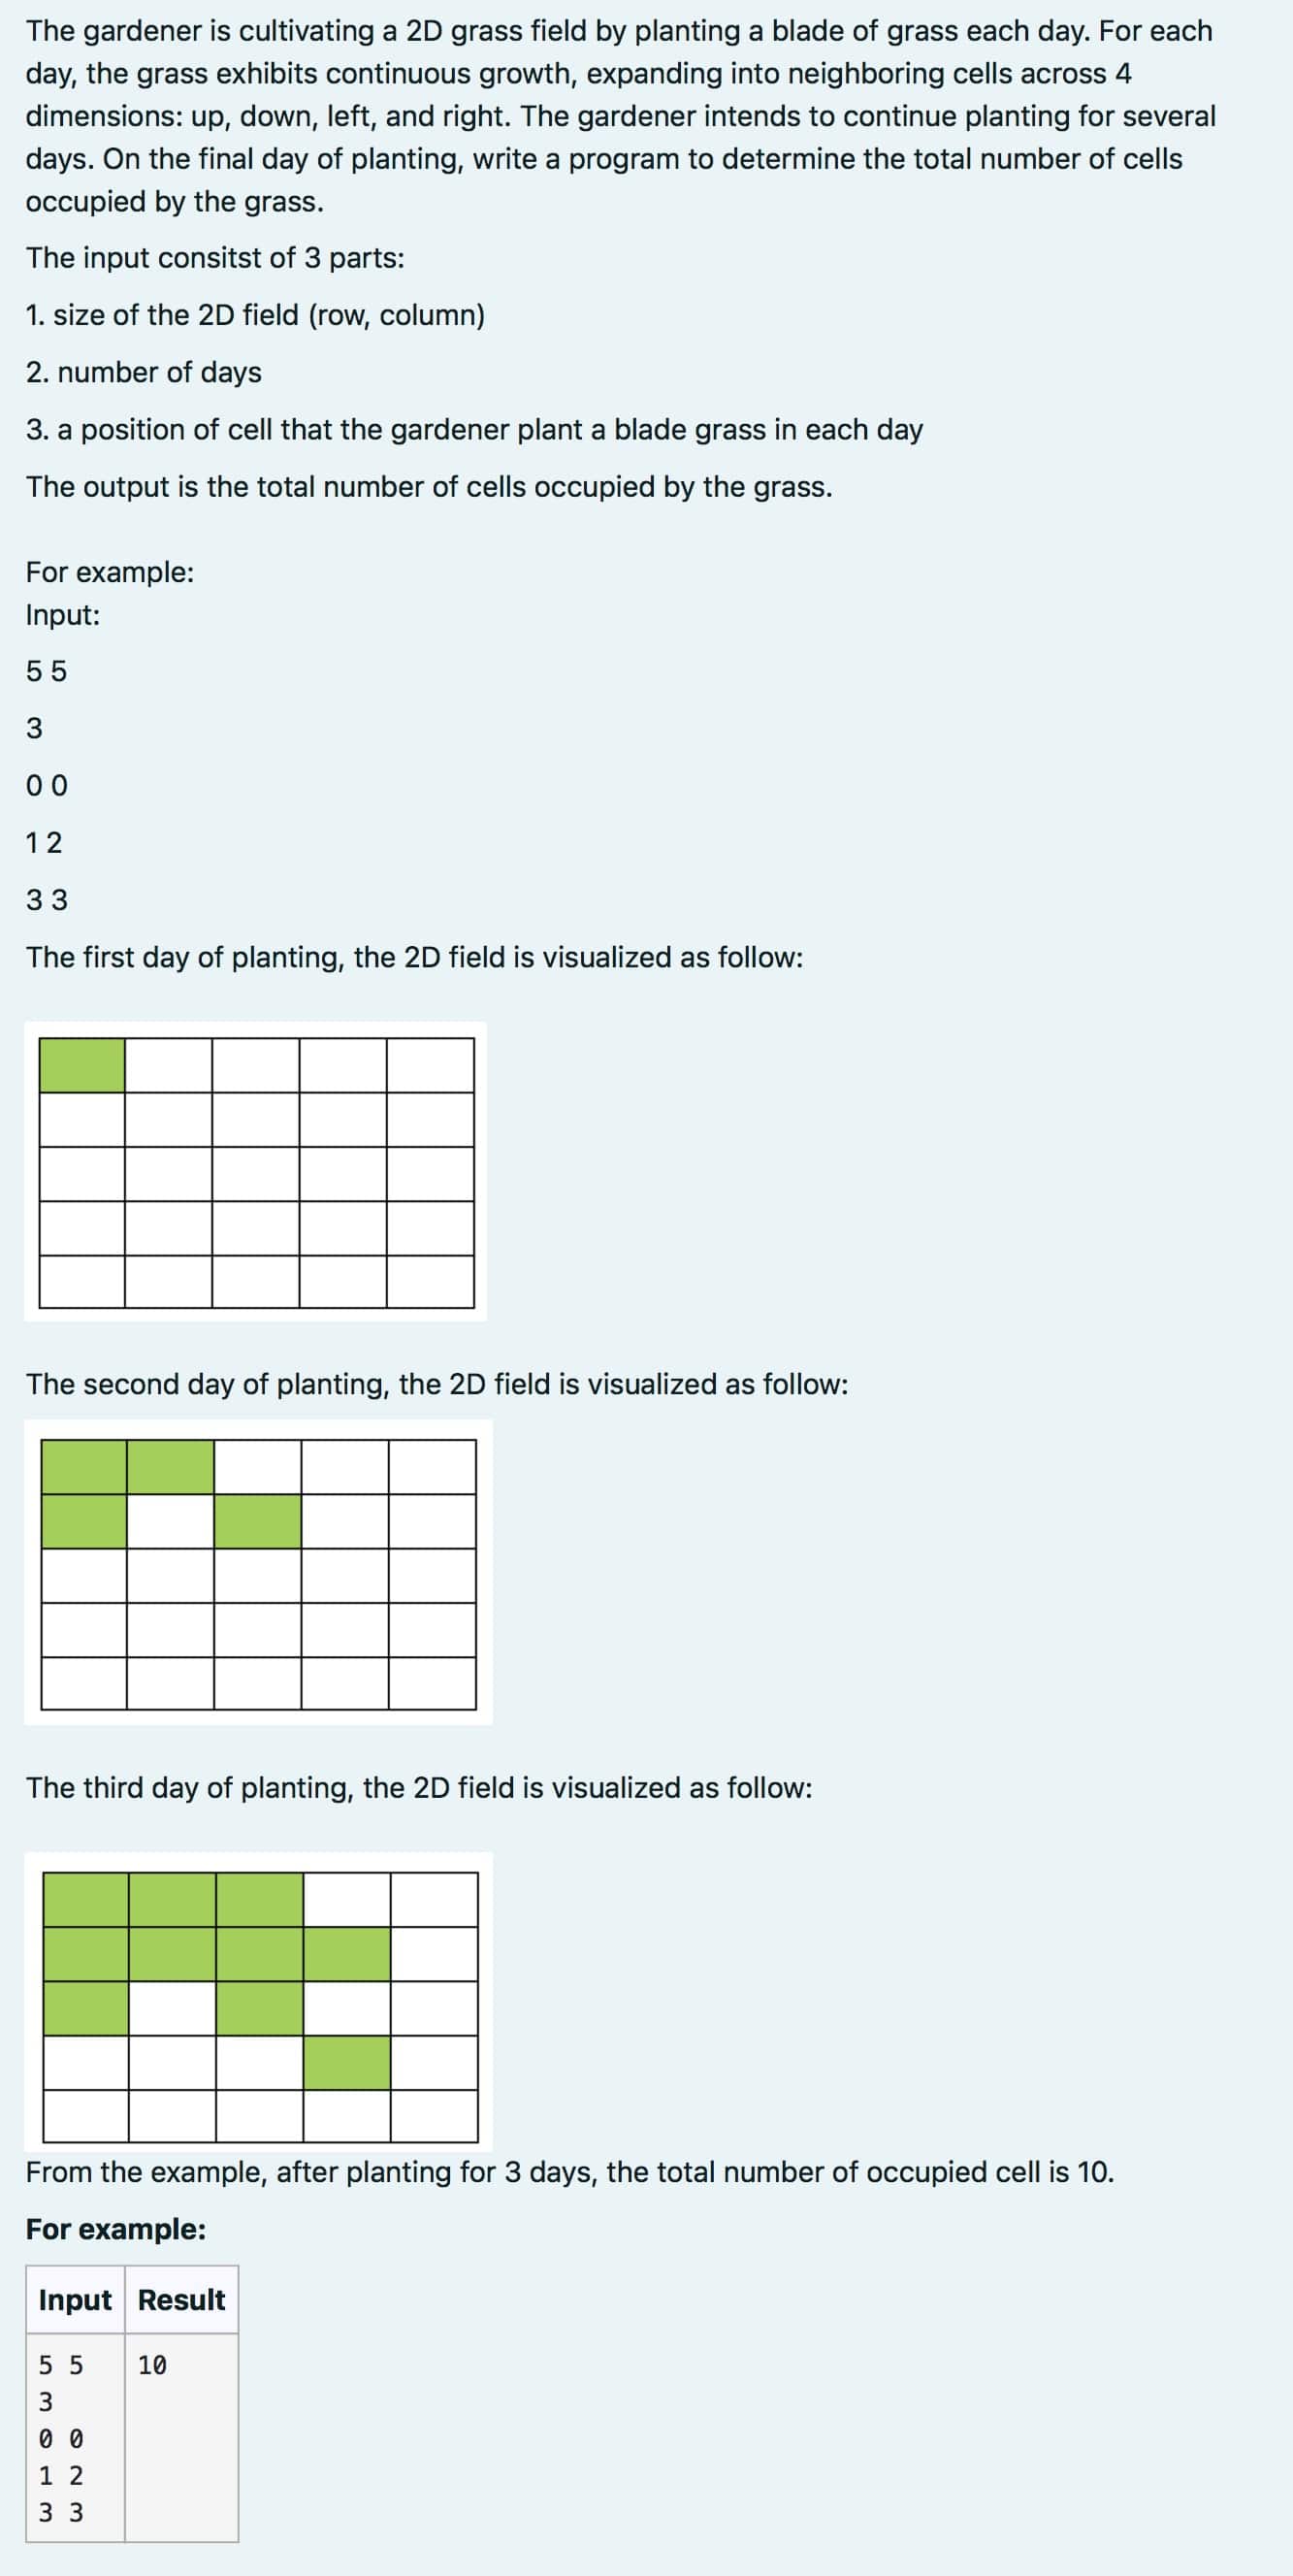 The gardener is cultivating a 2D grass field by planting a blade of grass each day. For each
day, the grass exhibits continuous growth, expanding into neighboring cells across 4
dimensions: up, down, left, and right. The gardener intends to continue planting for several
days. On the final day of planting, write a program to determine the total number of cells
occupied by the grass.
The input consitst of 3 parts:
1. size of the 2D field (row, column)
2. number of days
3. a position of cell that the gardener plant a blade grass in each day
The output is the total number of cells occupied by the grass.
For example:
Input:
5 5
3
0 0
1 2
3 3
The first day of planting, the 2D field is visualized as follow:
The second day of planting, the 2D field is visualized as follow:
The third day of planting, the 2D field is visualized as follow:
From the example, after planting for 3 days, the total number of occupied cell is 10.
For example:
Input Result
5 5 10
3
0 0
1 2
3 3